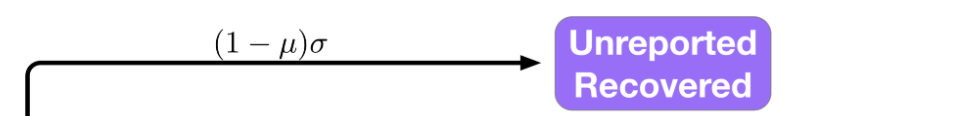 (1 − μ)σ
Unreported
Recovered